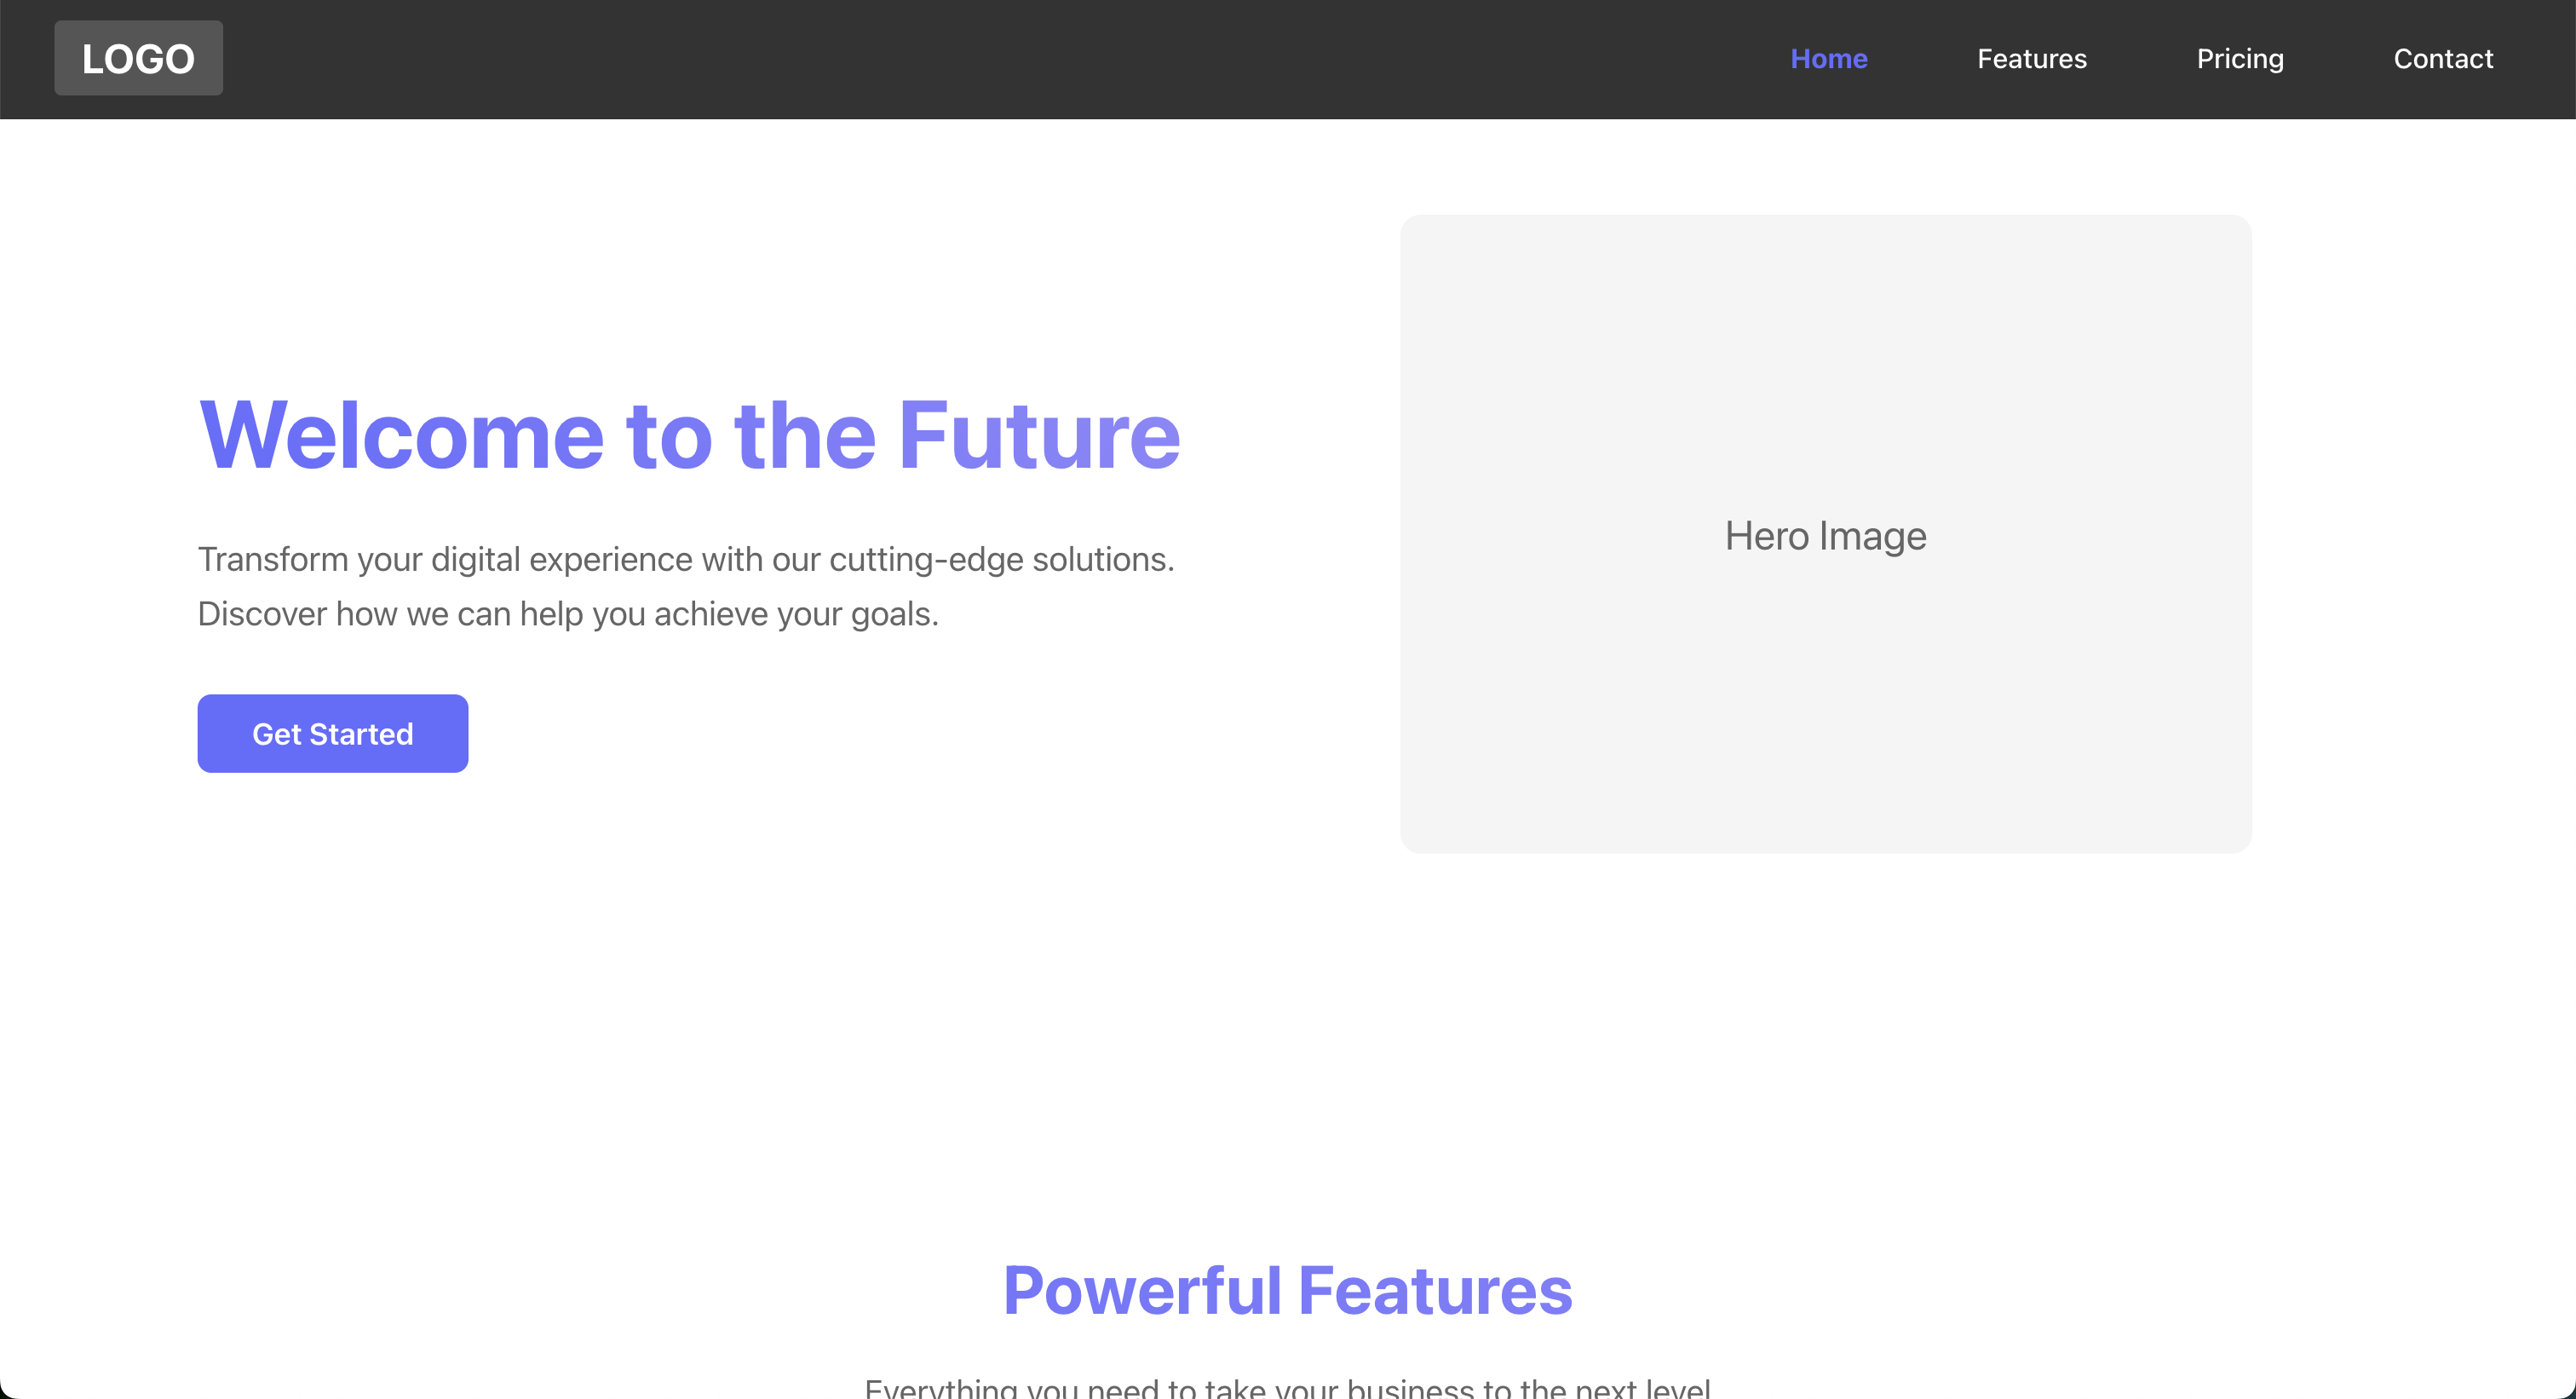 LOGO
Home
Features
Pricing
Contact
Welcome to the Future
Transform your digital experience with our cutting-edge solutions.
Discover how we can help you achieve your goals.
Get Started
Hero Image
Powerful Features
Everything you need to take your business to the next level